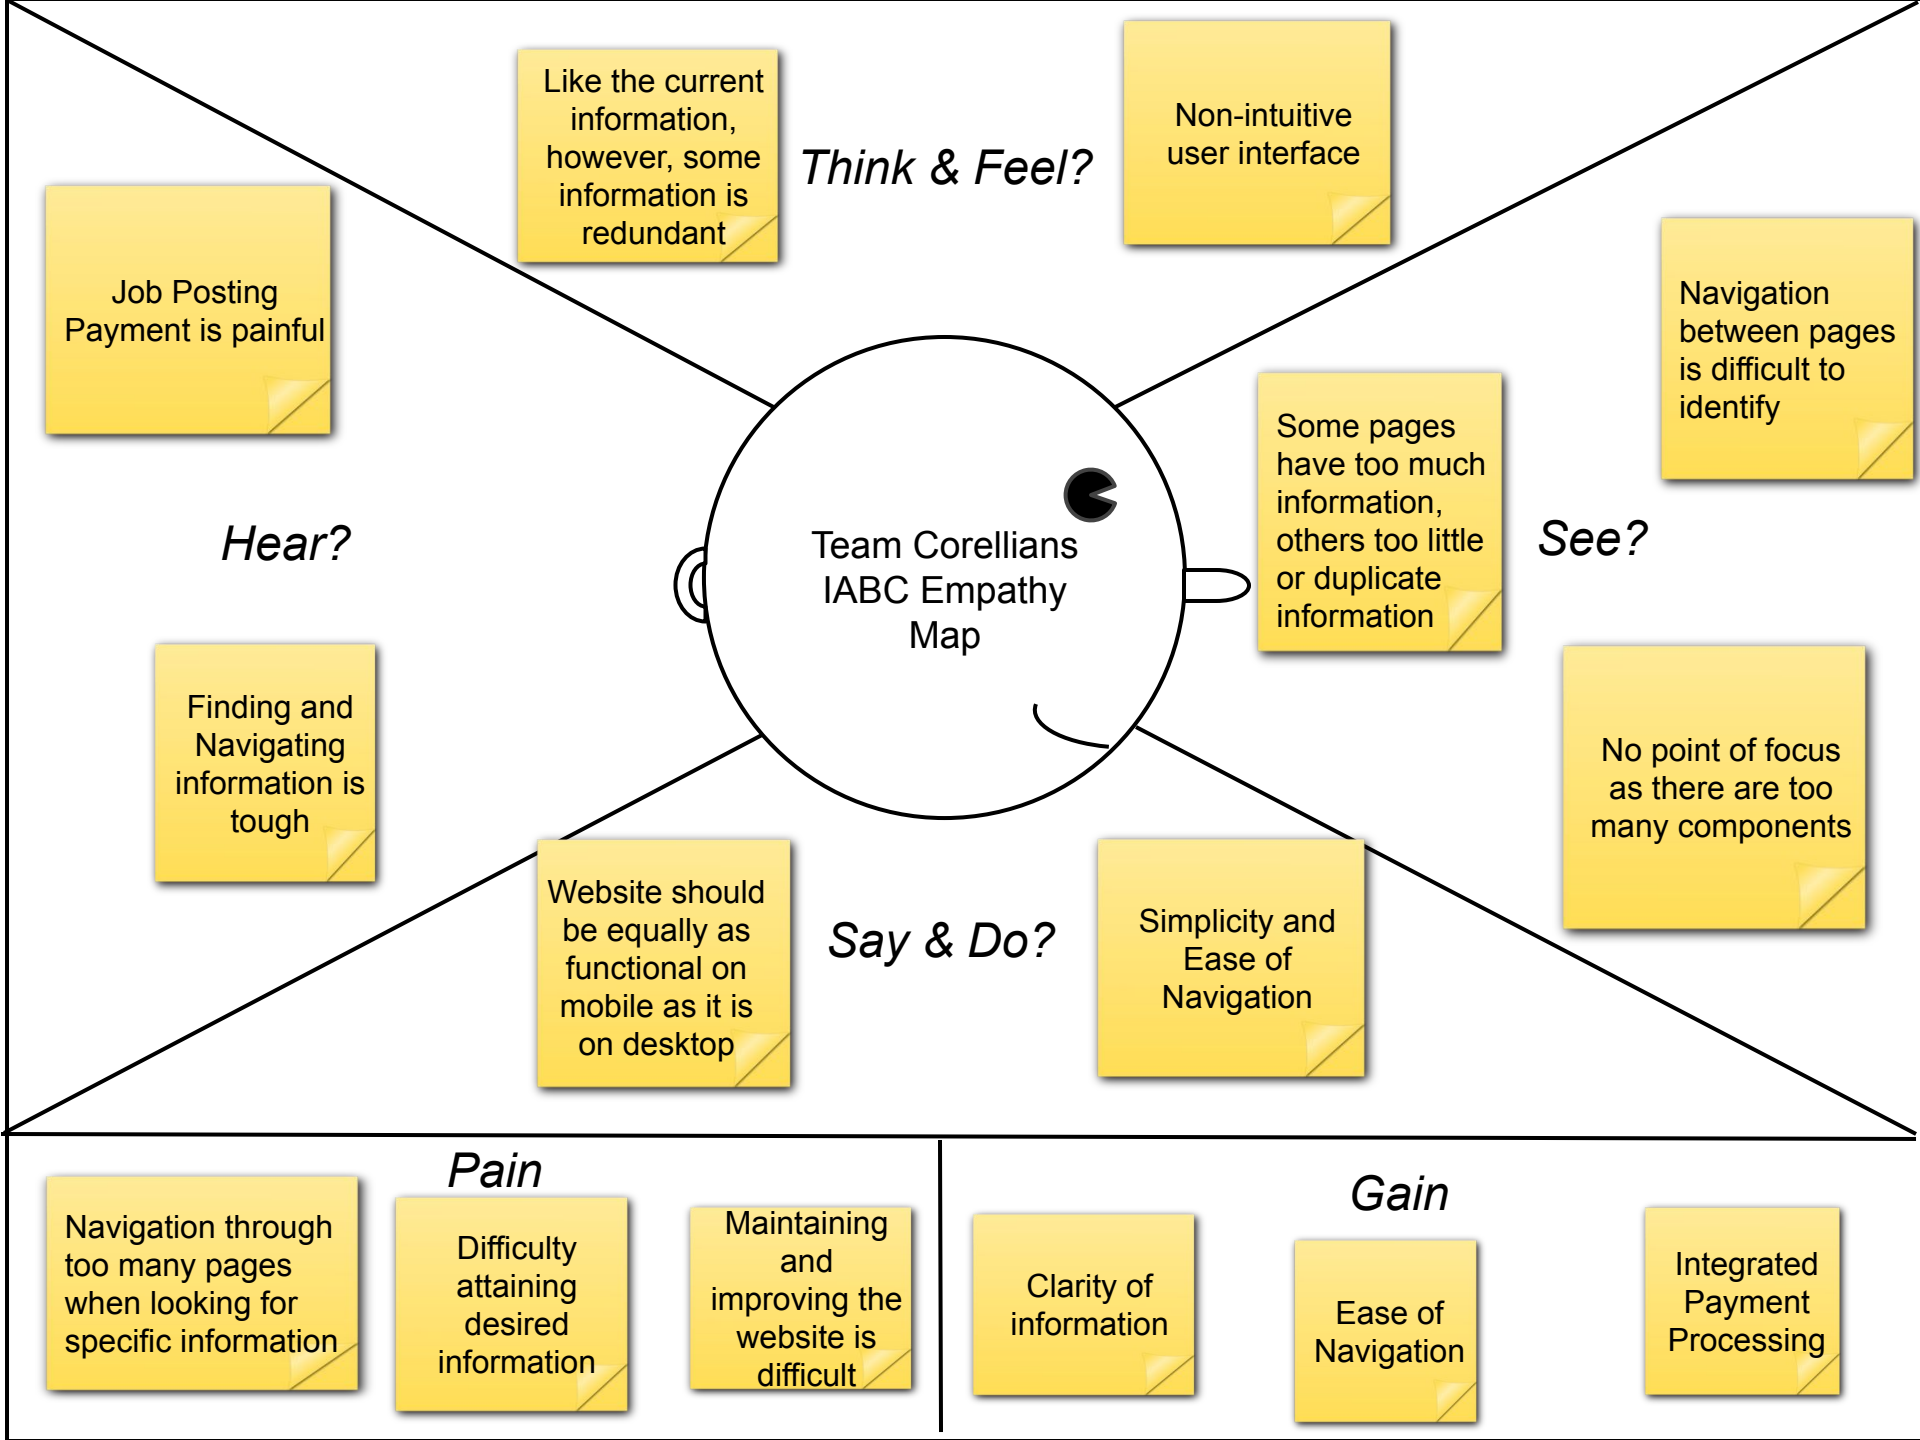 Like the current
information,
however, some
information is
redundant
Think & Feel?
Non-intuitive
user interface
Job Posting
Payment is painful
Hear?
Finding and
Navigating
information is
tough
Team Corellians
IABC Empathy
Map
Navigation
between pages
is difficult to
identify
Some pages
have too much
information,
others too little
or duplicate
information
See?
No point of focus
as there are too
many components
Website should
be equally as
functional on
mobile as it is
on desktop
Say & Do?
Simplicity and
Ease of
Navigation
Pain
Navigation through
too many pages
when looking for
specific information
Difficulty
attaining
desired
information
Maintaining
and
improving the
website is
difficult
Gain
Clarity of
information
Ease of
Navigation
Integrated
Payment
Processing